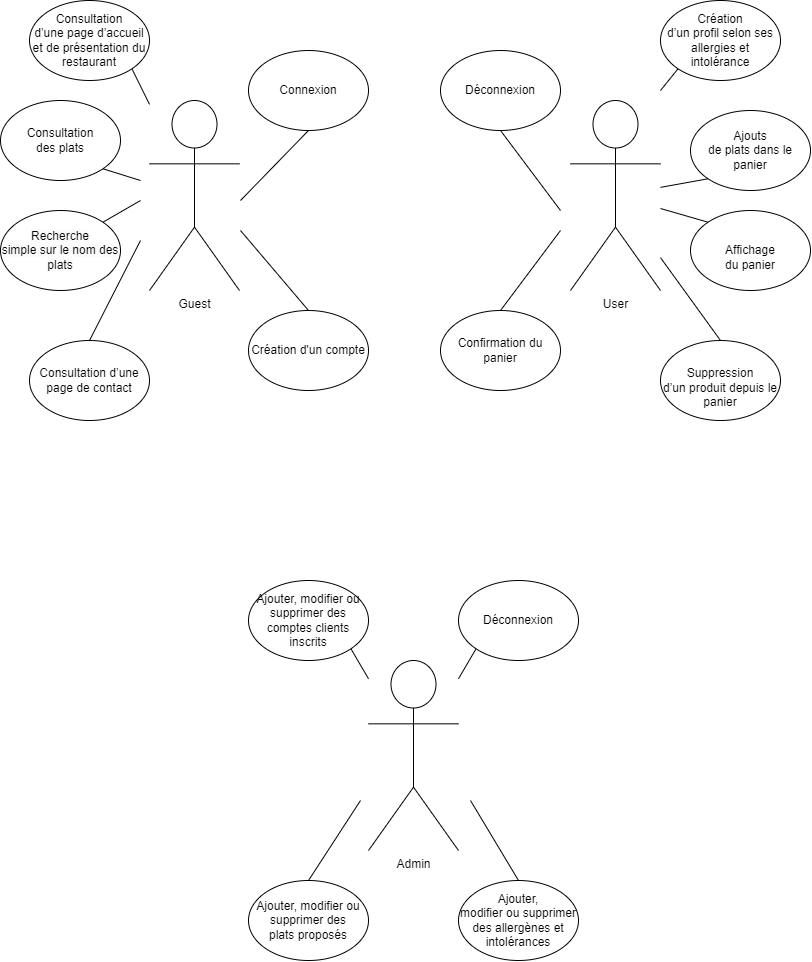 Consultation
d'une page d'accueil
et de présentation du
restaurant
Connexion
Consultation
des plats
Recherche
simple sur le nom des
plats
Guest
Consultation d'une
page de contact
Création d'un compte
Déconnexion
Création
d'un profil selon ses
allergies et
intolérance
Ajouts
de plats dans le
panier
Affichage
du panier
User
Confirmation du
panier
Suppression
d'un produit depuis le
panier
Ajouter, modifier ou
supprimer des
comptes clients
inscrits
Déconnexion
Admin
Ajouter, modifier ou
supprimer des
plats proposés
Ajouter,
modifier ou supprimer
des allergènes et
intolérances